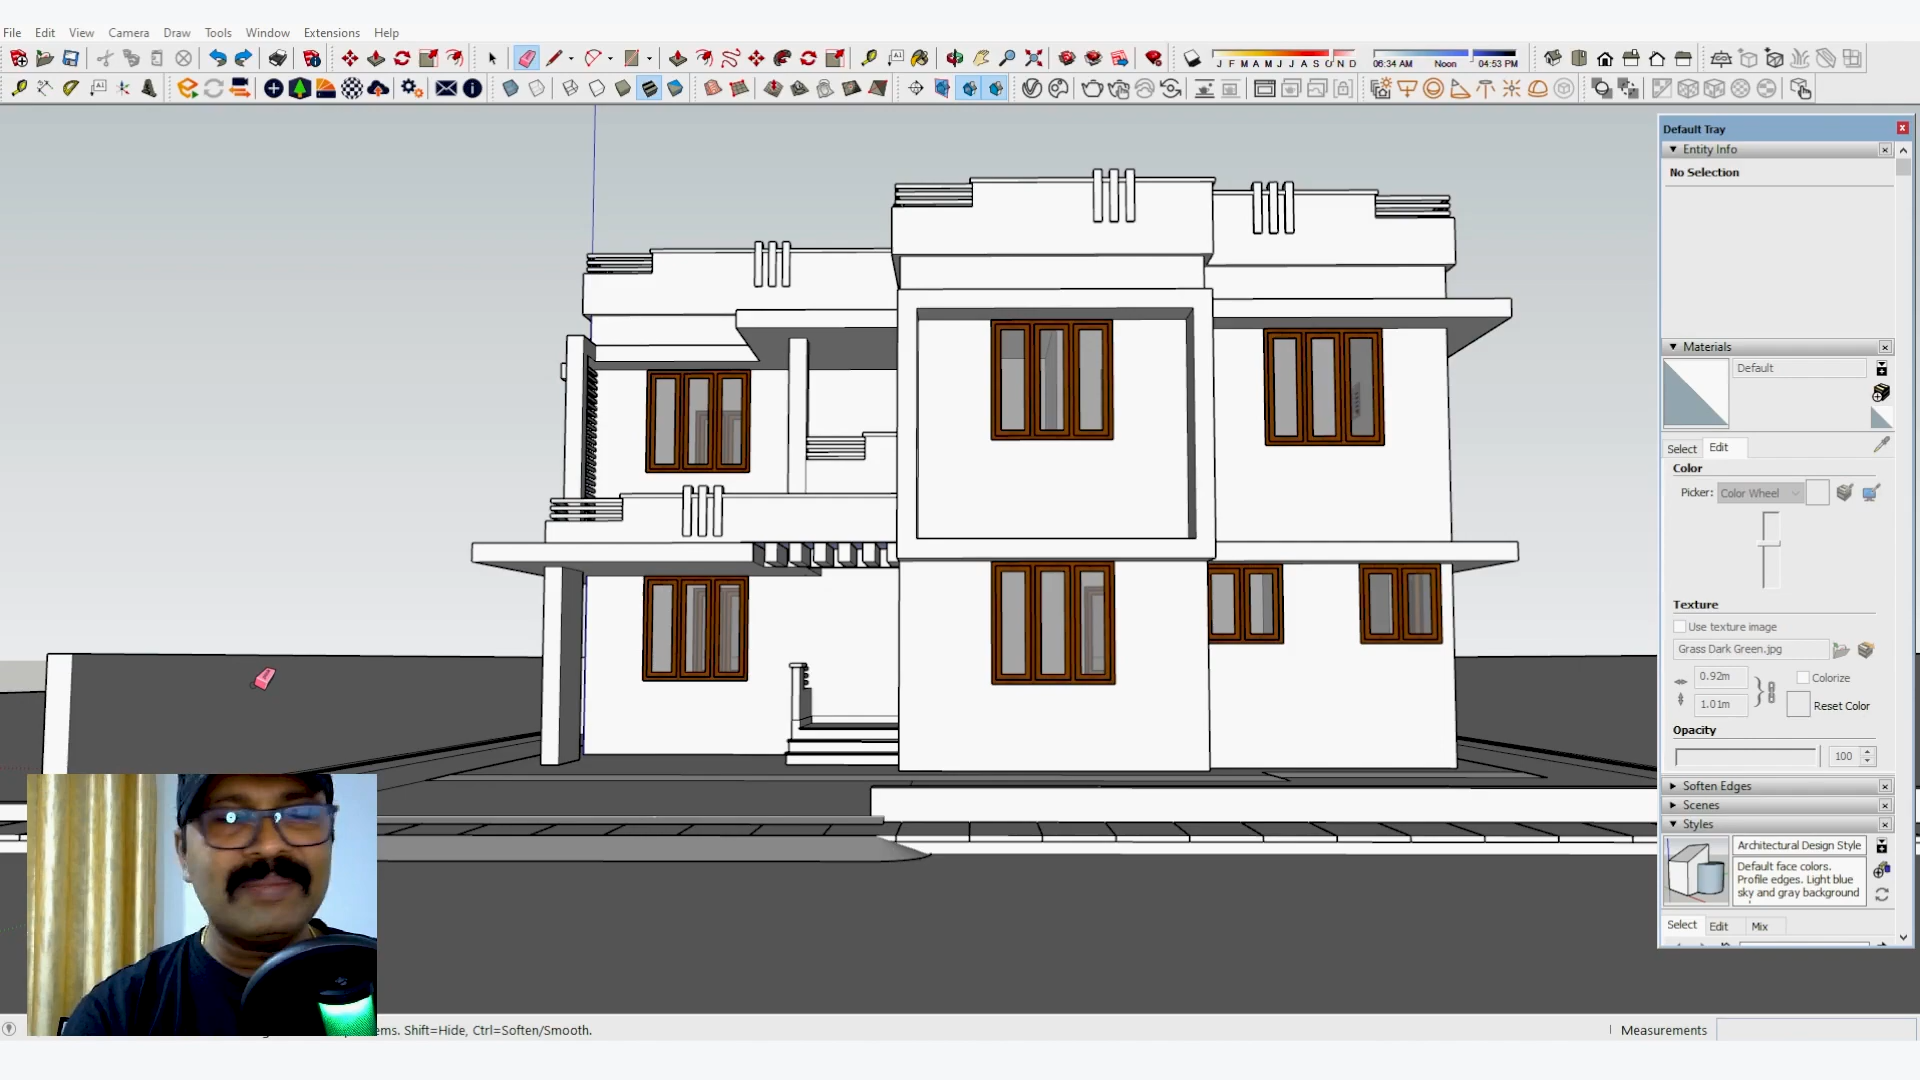 File Edit View Camera Draw Tools Window Extensions Help
J F M A M J J A S O N D
06:34 AM Noon 04:53 PM
Default Tray
Entity Info
No Selection
Materials
Default
Select Edit
Color
Picker: Color Wheel
Texture
Use texture image
Grass Dark Green.jpg
0.92m Colorize
1.01m Reset Color
Opacity
100
Soften Edges
Scenes
Styles
Architectural Design Style
Default face colors.
Profile edges. Light blue
sky and gray background
Select Edit Mix
ems. Shift=Hide, Ctrl=Soften/Smooth.
Measurements